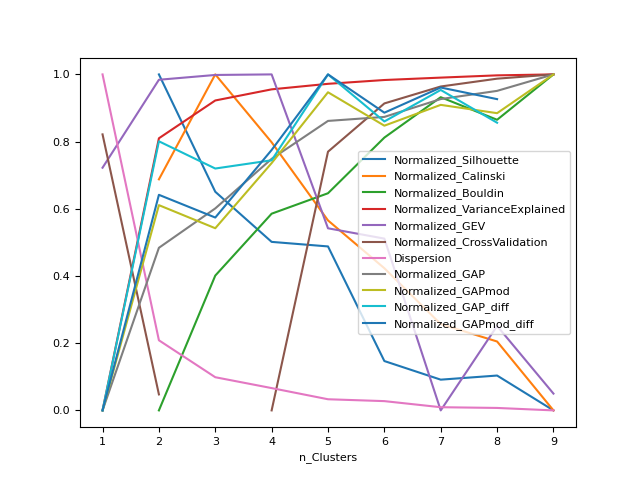 1.0
0.8
0.6
0.4
0.2
0.0
Normalized_Silhouette
Normalized_Calinski
Normalized_Bouldin
Normalized_VarianceExplained
Normalized_GEV
Normalized_CrossValidation
Dispersion
Normalized_GAP
Normalized_GAPmod
Normalized_GAP_diff
Normalized_GAPmod_diff
1 2 3 4 5 6 7 8 9
n_Clusters